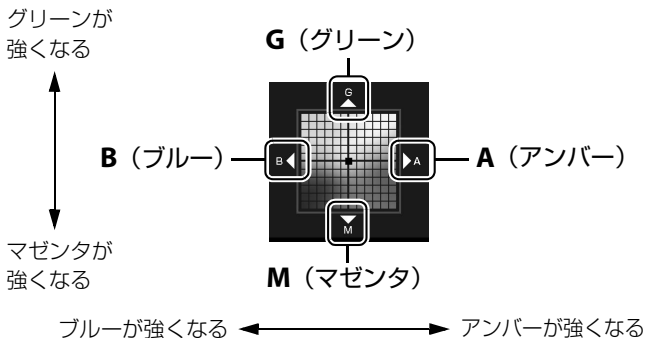 グリーンが
強くなる
G（グリーン）
G
B（ブルー）
B
A
A（アンバー）
M
マゼンタが
強くなる
M（マゼンタ）
ブルーが強くなる
アンバーが強くなる